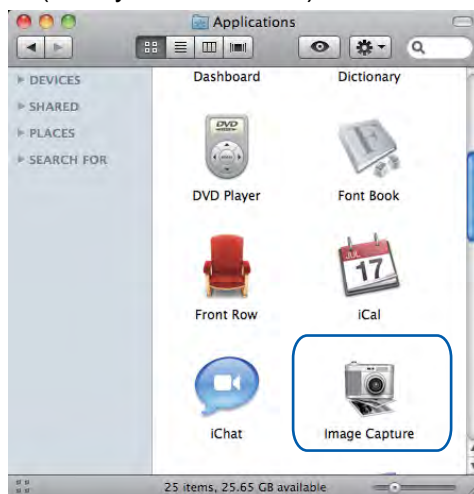 Applications
DEVICES
SHARED
PLACES
SEARCH FOR
Dashboard Dictionary
DVD
DVD Player Font Book
JUL
17
Front Row iCal
iChat Image Capture
25 items, 25.65 GB available